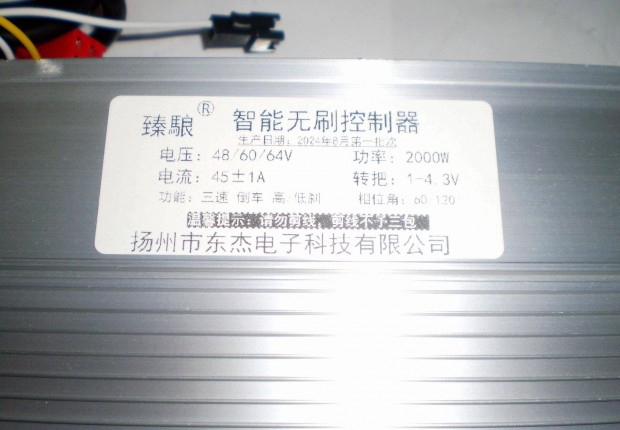 臻騡® 智能无刷控制器
生产日期：2024年8月第一批次
电压：48/60/64V 功率：2000W
电流：45±1A 转把：1-4.3V
功能：三速 倒车 高/低刹 相位角：60/120
温馨提示：请勿剪线，剪线不予三包
扬州市东杰电子科技有限公司